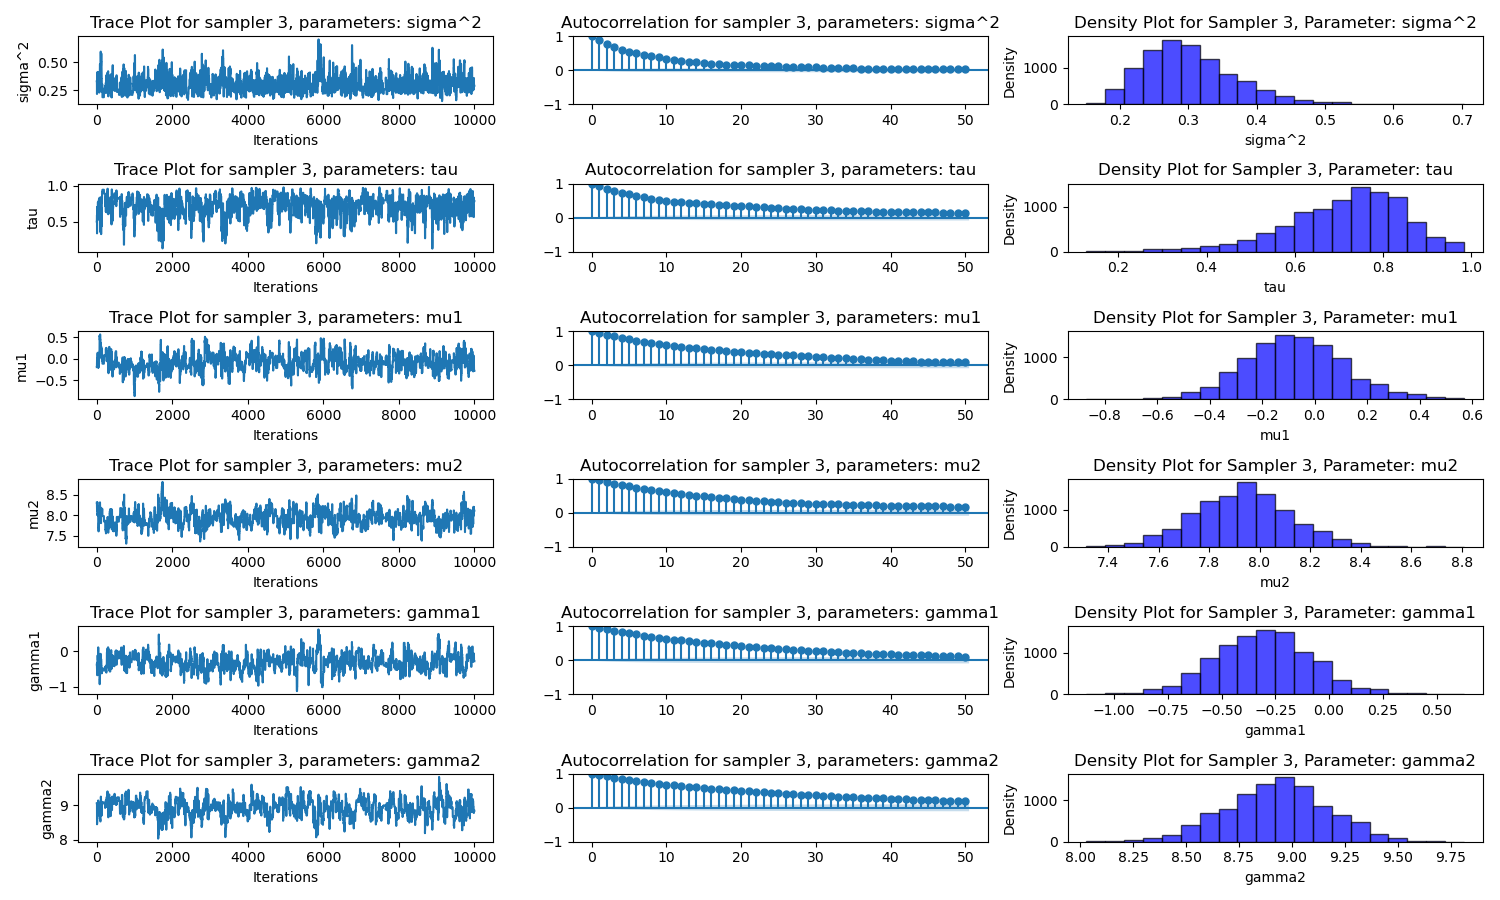 Trace Plot for sampler 3, parameters: sigma^2
sigma^2
0.50
0.25
0 2000 4000 6000 8000 10000
Iterations
Autocorrelation for sampler 3, parameters: sigma^2
1
0
−1
0 10 20 30 40 50
Density Plot for Sampler 3, Parameter: sigma^2
Density
1000
0
0.2 0.3 0.4 0.5 0.6 0.7
sigma^2
Trace Plot for sampler 3, parameters: tau
tau
1.0
0.5
0 2000 4000 6000 8000 10000
Iterations
Autocorrelation for sampler 3, parameters: tau
1
0
−1
0 10 20 30 40 50
Density Plot for Sampler 3, Parameter: tau
Density
1000
0
0.2 0.4 0.6 0.8 1.0
tau
Trace Plot for sampler 3, parameters: mu1
mu1
0.5
0.0
−0.5
0 2000 4000 6000 8000 10000
Iterations
Autocorrelation for sampler 3, parameters: mu1
1
0
−1
0 10 20 30 40 50
Density Plot for Sampler 3, Parameter: mu1
Density
1000
0
−0.8 −0.6 −0.4 −0.2 0.0 0.2 0.4 0.6
mu1
Trace Plot for sampler 3, parameters: mu2
mu2
8.5
8.0
7.5
0 2000 4000 6000 8000 10000
Iterations
Autocorrelation for sampler 3, parameters: mu2
1
0
−1
0 10 20 30 40 50
Density Plot for Sampler 3, Parameter: mu2
Density
1000
0
7.4 7.6 7.8 8.0 8.2 8.4 8.6 8.8
mu2
Trace Plot for sampler 3, parameters: gamma1
gamma1
0
−1
0 2000 4000 6000 8000 10000
Iterations
Autocorrelation for sampler 3, parameters: gamma1
1
0
−1
0 10 20 30 40 50
Density Plot for Sampler 3, Parameter: gamma1
Density
1000
0
−1.00 −0.75 −0.50 −0.25 0.00 0.25 0.50
gamma1
Trace Plot for sampler 3, parameters: gamma2
gamma2
9
8
0 2000 4000 6000 8000 10000
Iterations
Autocorrelation for sampler 3, parameters: gamma2
1
0
−1
0 10 20 30 40 50
Density Plot for Sampler 3, Parameter: gamma2
Density
1000
0
8.00 8.25 8.50 8.75 9.00 9.25 9.50 9.75
gamma2